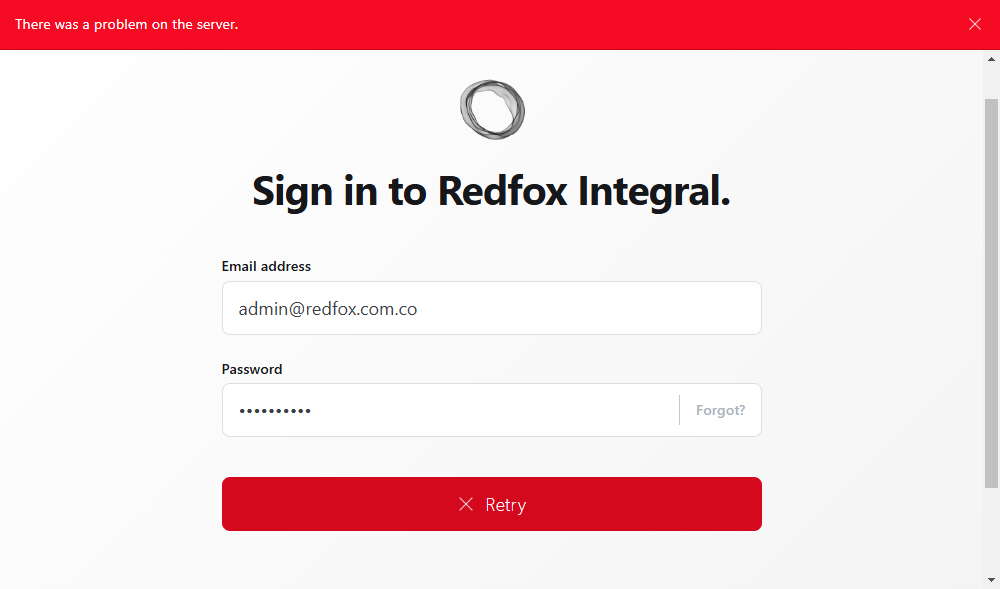 There was a problem on the server.
Sign in to Redfox Integral.
Email address
admin@redfox.com.co
Password
•••••••••• Forgot?
Retry